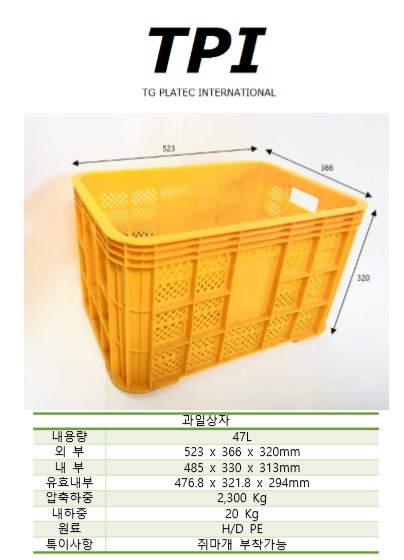 TPI
TG PLATEC INTERNATIONAL
523
366
320
과일상자
내용량 47L
외 부 523 x 366 x 320mm
내 부 485 x 330 x 313mm
유효내부 476.8 x 321.8 x 294mm
압축하중 2,300 Kg
내하중 20 Kg
원료 H/D PE
특이사항 쥐마개 부착가능